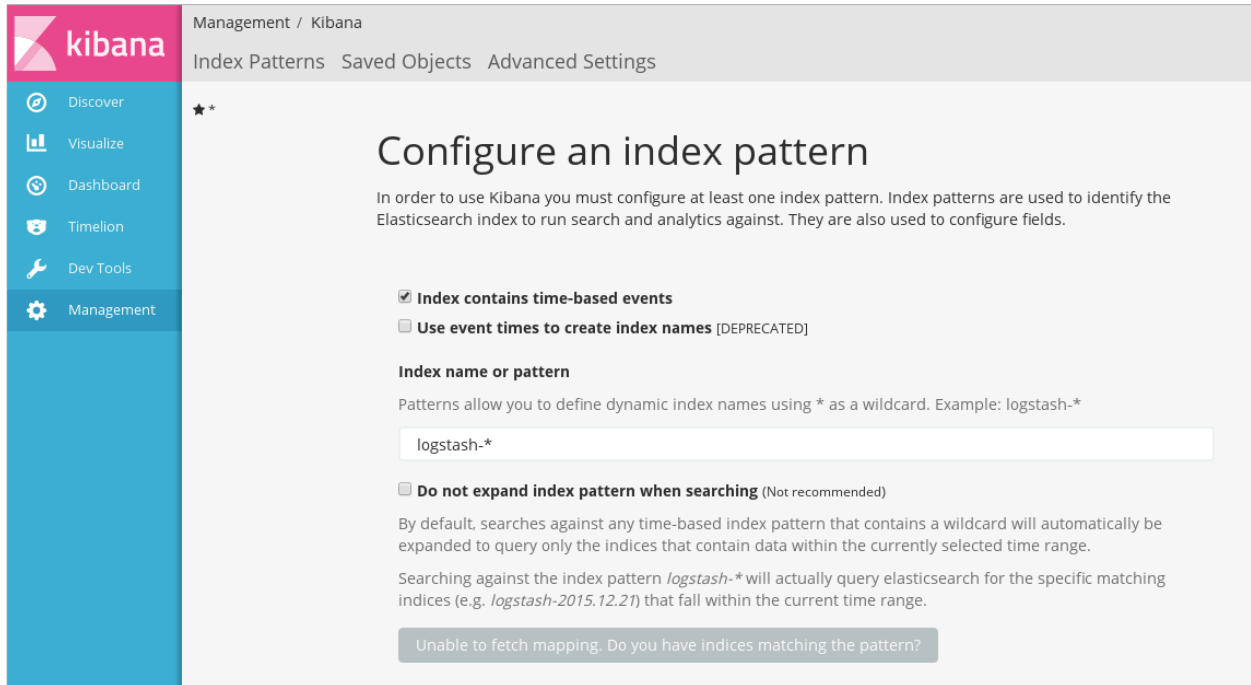 kibana
Management / Kibana
Index Patterns Saved Objects Advanced Settings
Discover
Visualize
Dashboard
Timelion
Dev Tools
Management
*
Configure an index pattern
In order to use Kibana you must configure at least one index pattern. Index patterns are used to identify the
Elasticsearch index to run search and analytics against. They are also used to configure fields.
Index contains time-based events
Use event times to create index names [DEPRECATED]
Index name or pattern
Patterns allow you to define dynamic index names using * as a wildcard. Example: logstash-*
logstash-*
Do not expand index pattern when searching (Not recommended)
By default, searches against any time-based index pattern that contains a wildcard will automatically be
expanded to query only the indices that contain data within the currently selected time range.
Searching against the index pattern logstash-* will actually query elasticsearch for the specific matching
indices (e.g. logstash-2015.12.21) that fall within the current time range.
Unable to fetch mapping. Do you have indices matching the pattern?